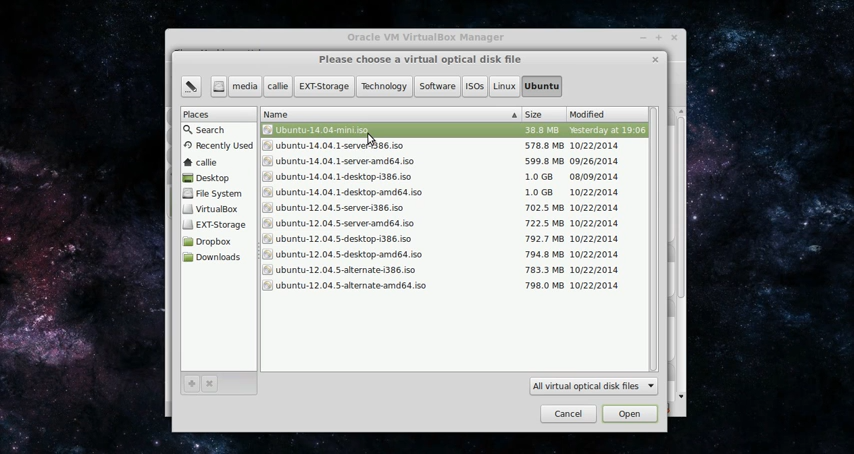 Oracle VM VirtualBox Manager
Please choose a virtual optical disk file
media callie EXT-Storage Technology Software ISOs Linux Ubuntu
Places
Search
Recently Used
callie
Desktop
File System
VirtualBox
EXT-Storage
Dropbox
Downloads
Name Size Modified
Ubuntu-14.04-mini.iso 38.8 MB Yesterday at 19:06
ubuntu-14.04.1-server-i386.iso 578.8 MB 10/22/2014
ubuntu-14.04.1-server-amd64.iso 599.8 MB 09/26/2014
ubuntu-14.04.1-desktop-i386.iso 1.0 GB 08/09/2014
ubuntu-14.04.1-desktop-amd64.iso 1.0 GB 10/22/2014
ubuntu-12.04.5-server-i386.iso 702.5 MB 10/22/2014
ubuntu-12.04.5-server-amd64.iso 722.5 MB 10/22/2014
ubuntu-12.04.5-desktop-i386.iso 792.7 MB 10/22/2014
ubuntu-12.04.5-desktop-amd64.iso 794.8 MB 10/22/2014
ubuntu-12.04.5-alternate-i386.iso 783.3 MB 10/22/2014
ubuntu-12.04.5-alternate-amd64.iso 798.0 MB 10/22/2014
All virtual optical disk files
Cancel Open